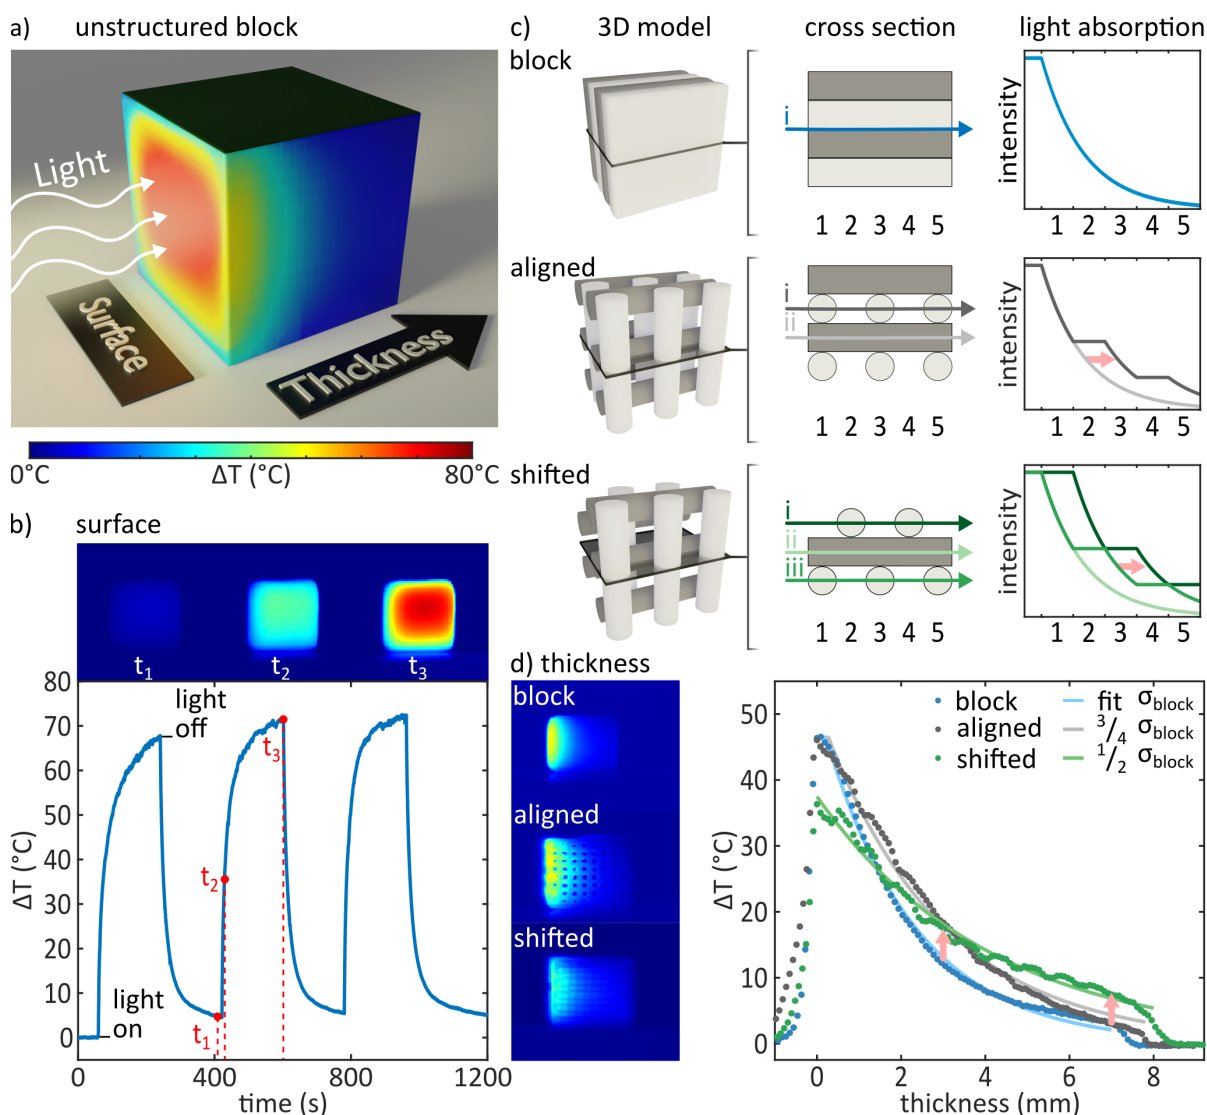 a) unstructured block
Light
Surface
Thickness
0°C ΔT (°C) 80°C
b) surface
t1 t2 t3
80
70
60
50
40
30
20
10
0
ΔT (°C)
light
off
light
on
t1
t2
t3
0 400 800 1200
time (s)
c) 3D model cross section light absorption
block
i
1 2 3 4 5
intensity
1 2 3 4 5
aligned
i
ii
1 2 3 4 5
intensity
1 2 3 4 5
shifted
i
ii
iii
1 2 3 4 5
intensity
1 2 3 4 5
d) thickness
block
aligned
shifted
50
40
30
20
10
0
ΔT (°C)
block fit σblock
aligned 3/4 σblock
shifted 1/2 σblock
0 2 4 6 8
thickness (mm)